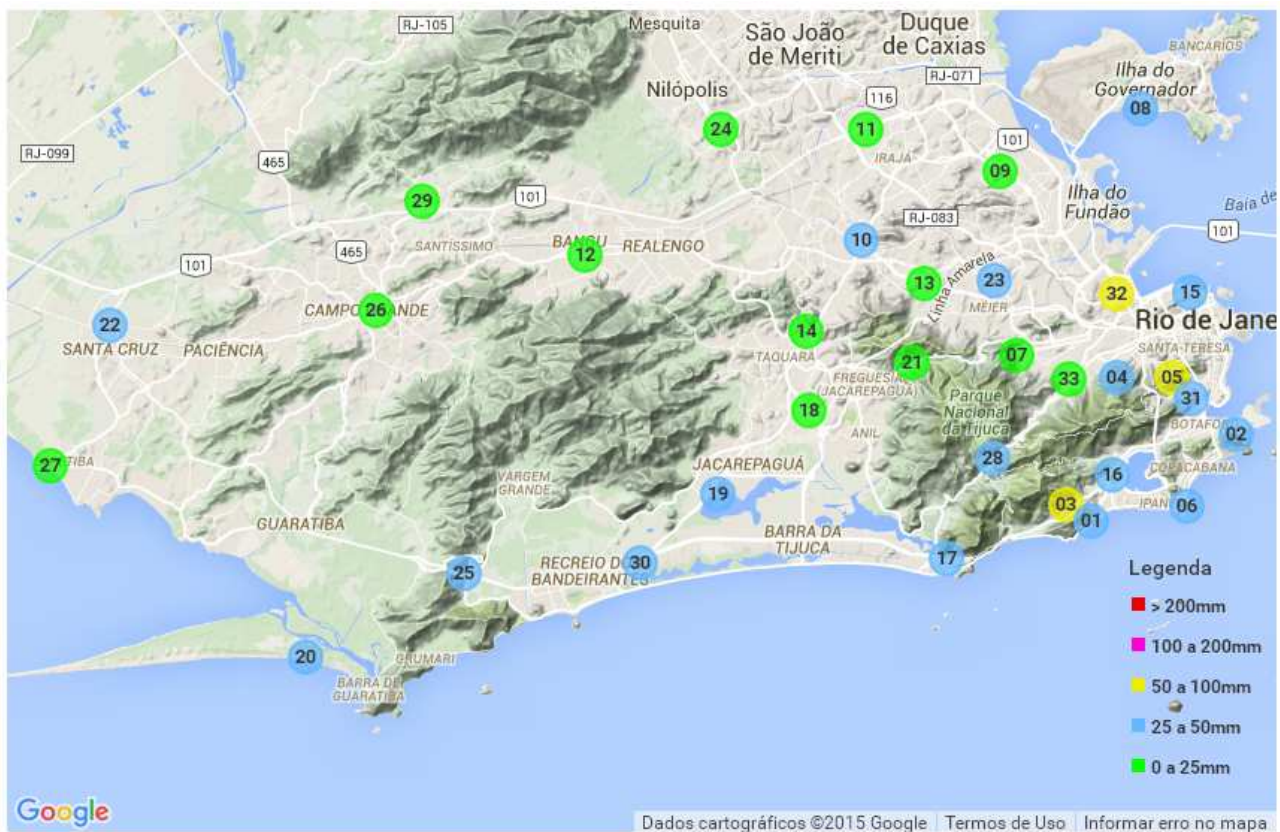 RJ-105
Mesquita
São João
de Meriti
Duque
de Caxias
BANCÁRIOS
RJ-071
Ilha do
Governador
08
Nilópolis
116
24
11
IRAJÁ
101
09
RJ-099
465
29
101
Ilha do
Fundão
RJ-083
Baía de
101
SANTÍSSIMO
BANGU
REALENGO
12
10
465
101
13
Linha Amarela
23
MÉIER
32
15
22
SANTA CRUZ
PACIÊNCIA
26
14
TAQUARA
Rio de Jane
SANTA TERESA
21
07
33
04
05
31
FREGUESIA
(JACAREPAGUÁ)
Parque
Nacional
da Tijuca
18
ANIL
BOTAFO
02
27
VARGEM
GRANDE
JACAREPAGUÁ
28
COPACABANA
16
19
03
01
IPAN
06
GUARATIBA
BARRA DA
TIJUCA
17
25
RECREIO D
BANDEIRANTES
30
20
GRUMARI
BARRA DE
GUARATIBA
Legenda
> 200mm
100 a 200mm
50 a 100mm
25 a 50mm
0 a 25mm
Google
Dados cartográficos ©2015 Google
Termos de Uso
Informar erro no mapa